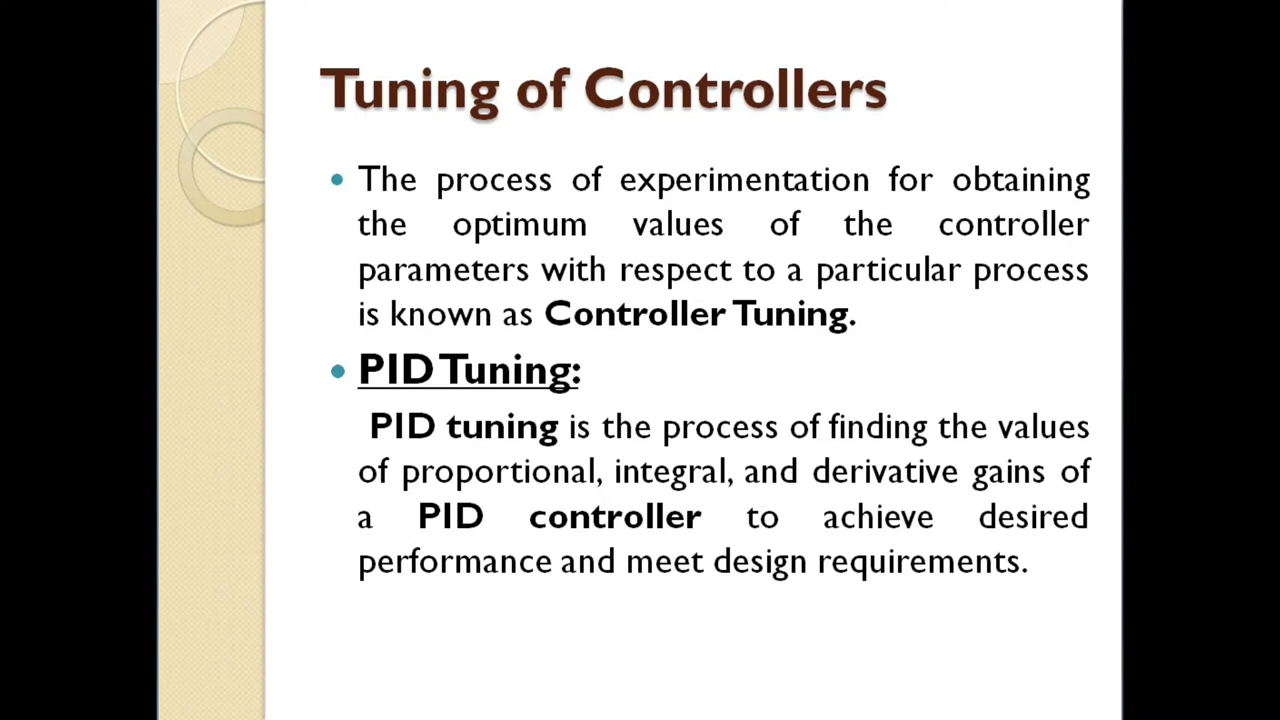 Tuning of Controllers
• The process of experimentation for obtaining
the optimum values of the controller
parameters with respect to a particular process
is known as Controller Tuning.
• PID Tuning:
PID tuning is the process of finding the values
of proportional, integral, and derivative gains of
a PID controller to achieve desired
performance and meet design requirements.